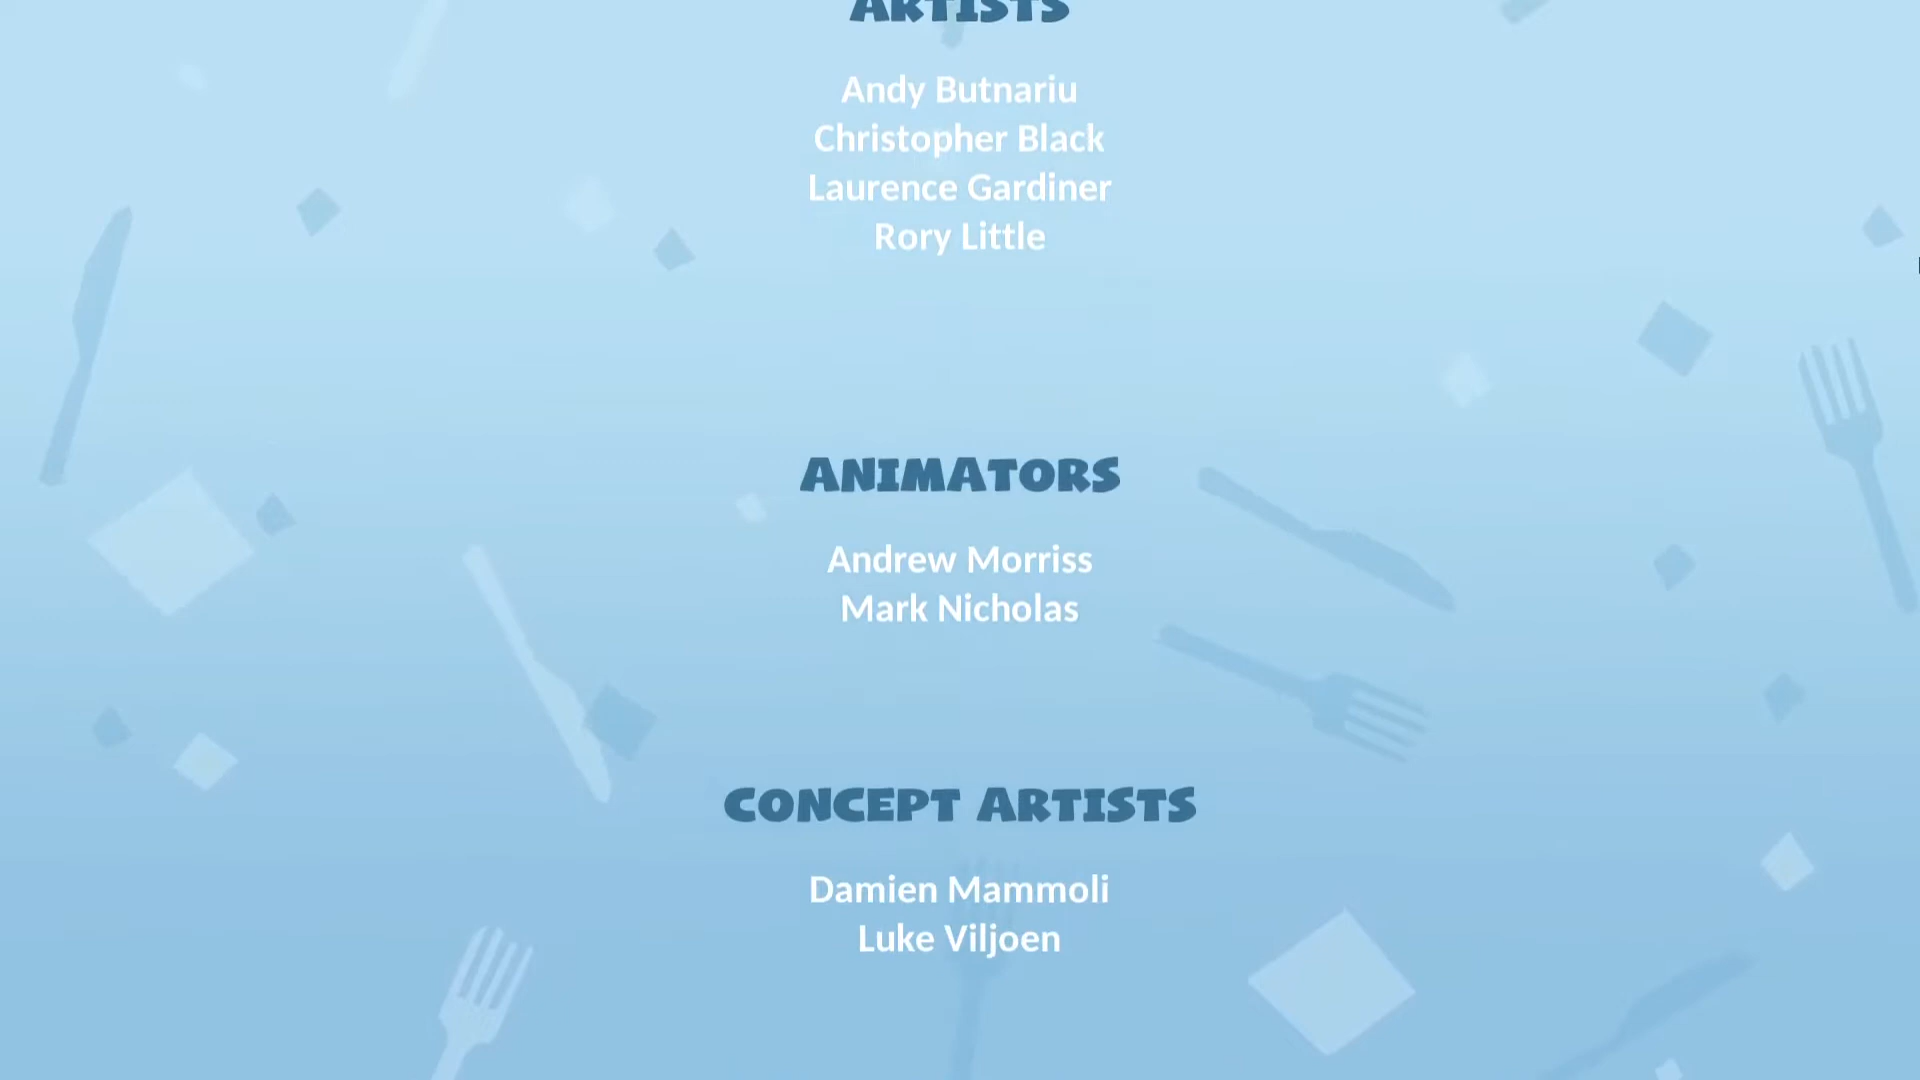 ARTISTS
Andy Butnariu
Christopher Black
Laurence Gardiner
Rory Little
ANIMATORS
Andrew Morriss
Mark Nicholas
CONCEPT ARTISTS
Damien Mammoli
Luke Viljoen